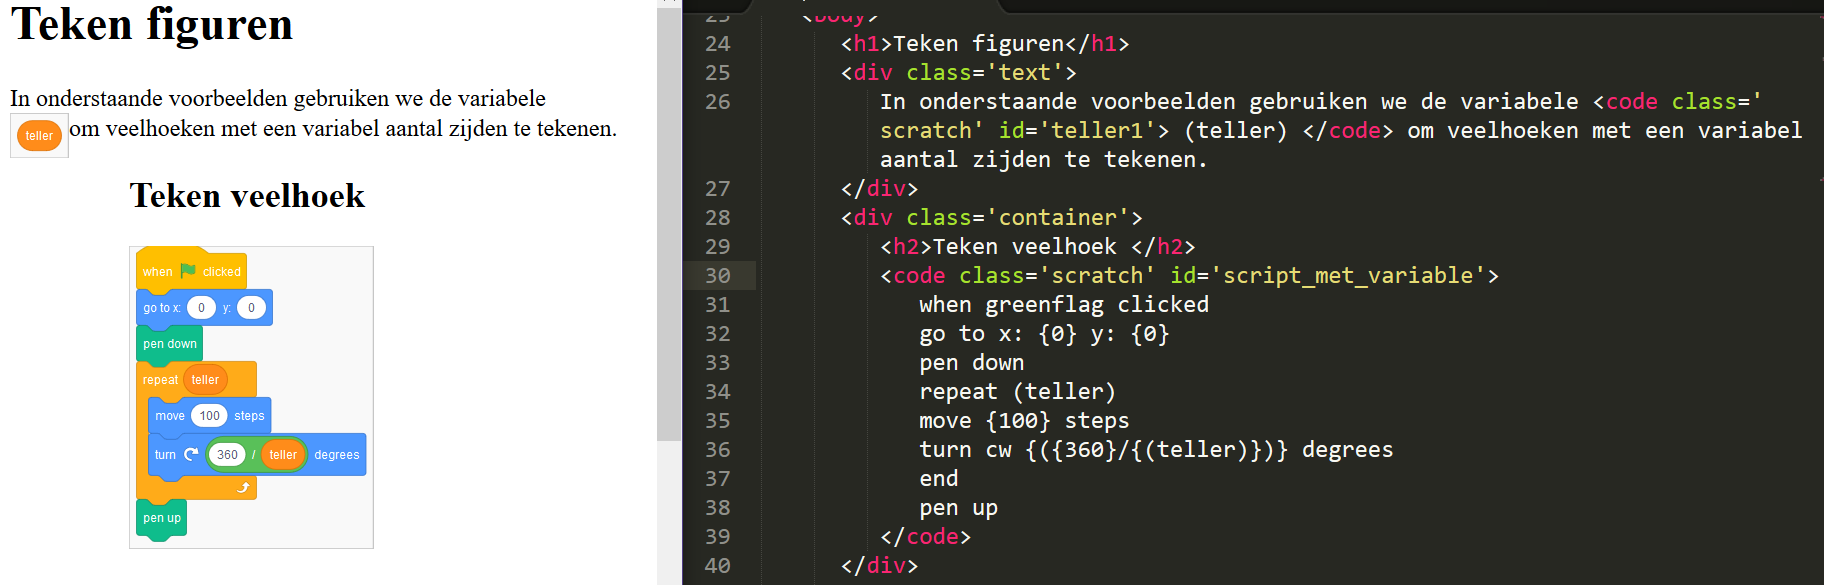 Teken figuren
In onderstaande voorbeelden gebruiken we de variabele
teller om veelhoeken met een variabel aantal zijden te tekenen.
Teken veelhoek
when clicked
go to x: 0 y: 0
pen down
repeat teller
move 100 steps
turn 360 / teller degrees
pen up
23 <body>
24 <h1>Teken figuren</h1>
25 <div class='text'>
26 In onderstaande voorbeelden gebruiken we de variabele <code class='
scratch' id='teller1'> (teller) </code> om veelhoeken met een variabel
aantal zijden te tekenen.
27 </div>
28 <div class='container'>
29 <h2>Teken veelhoek </h2>
30 <code class='scratch' id='script_met_variable'>
31 when greenflag clicked
32 go to x: {0} y: {0}
33 pen down
34 repeat (teller)
35 move {100} steps
36 turn cw {({360}/{(teller)})} degrees
37 end
38 pen up
39 </code>
40 </div>